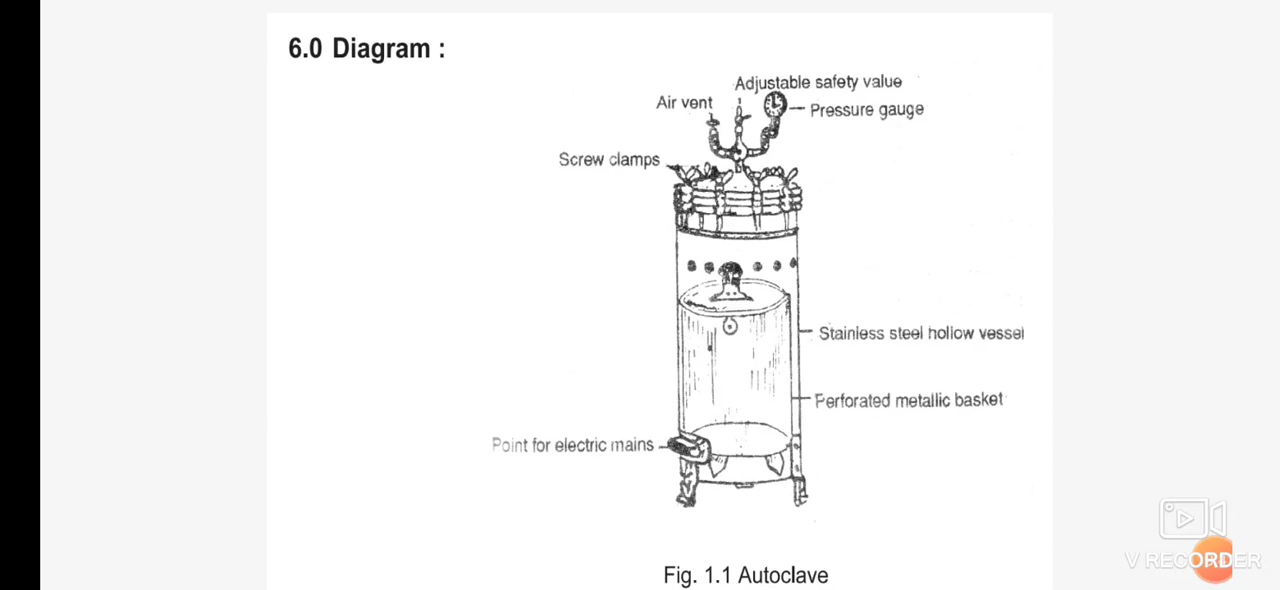 6.0 Diagram :
Adjustable safety value
Air vent
Pressure gauge
Screw clamps
Stainless steel hollow vessel
Perforated metallic basket
Point for electric mains
Fig. 1.1 Autoclave
V RECORDER